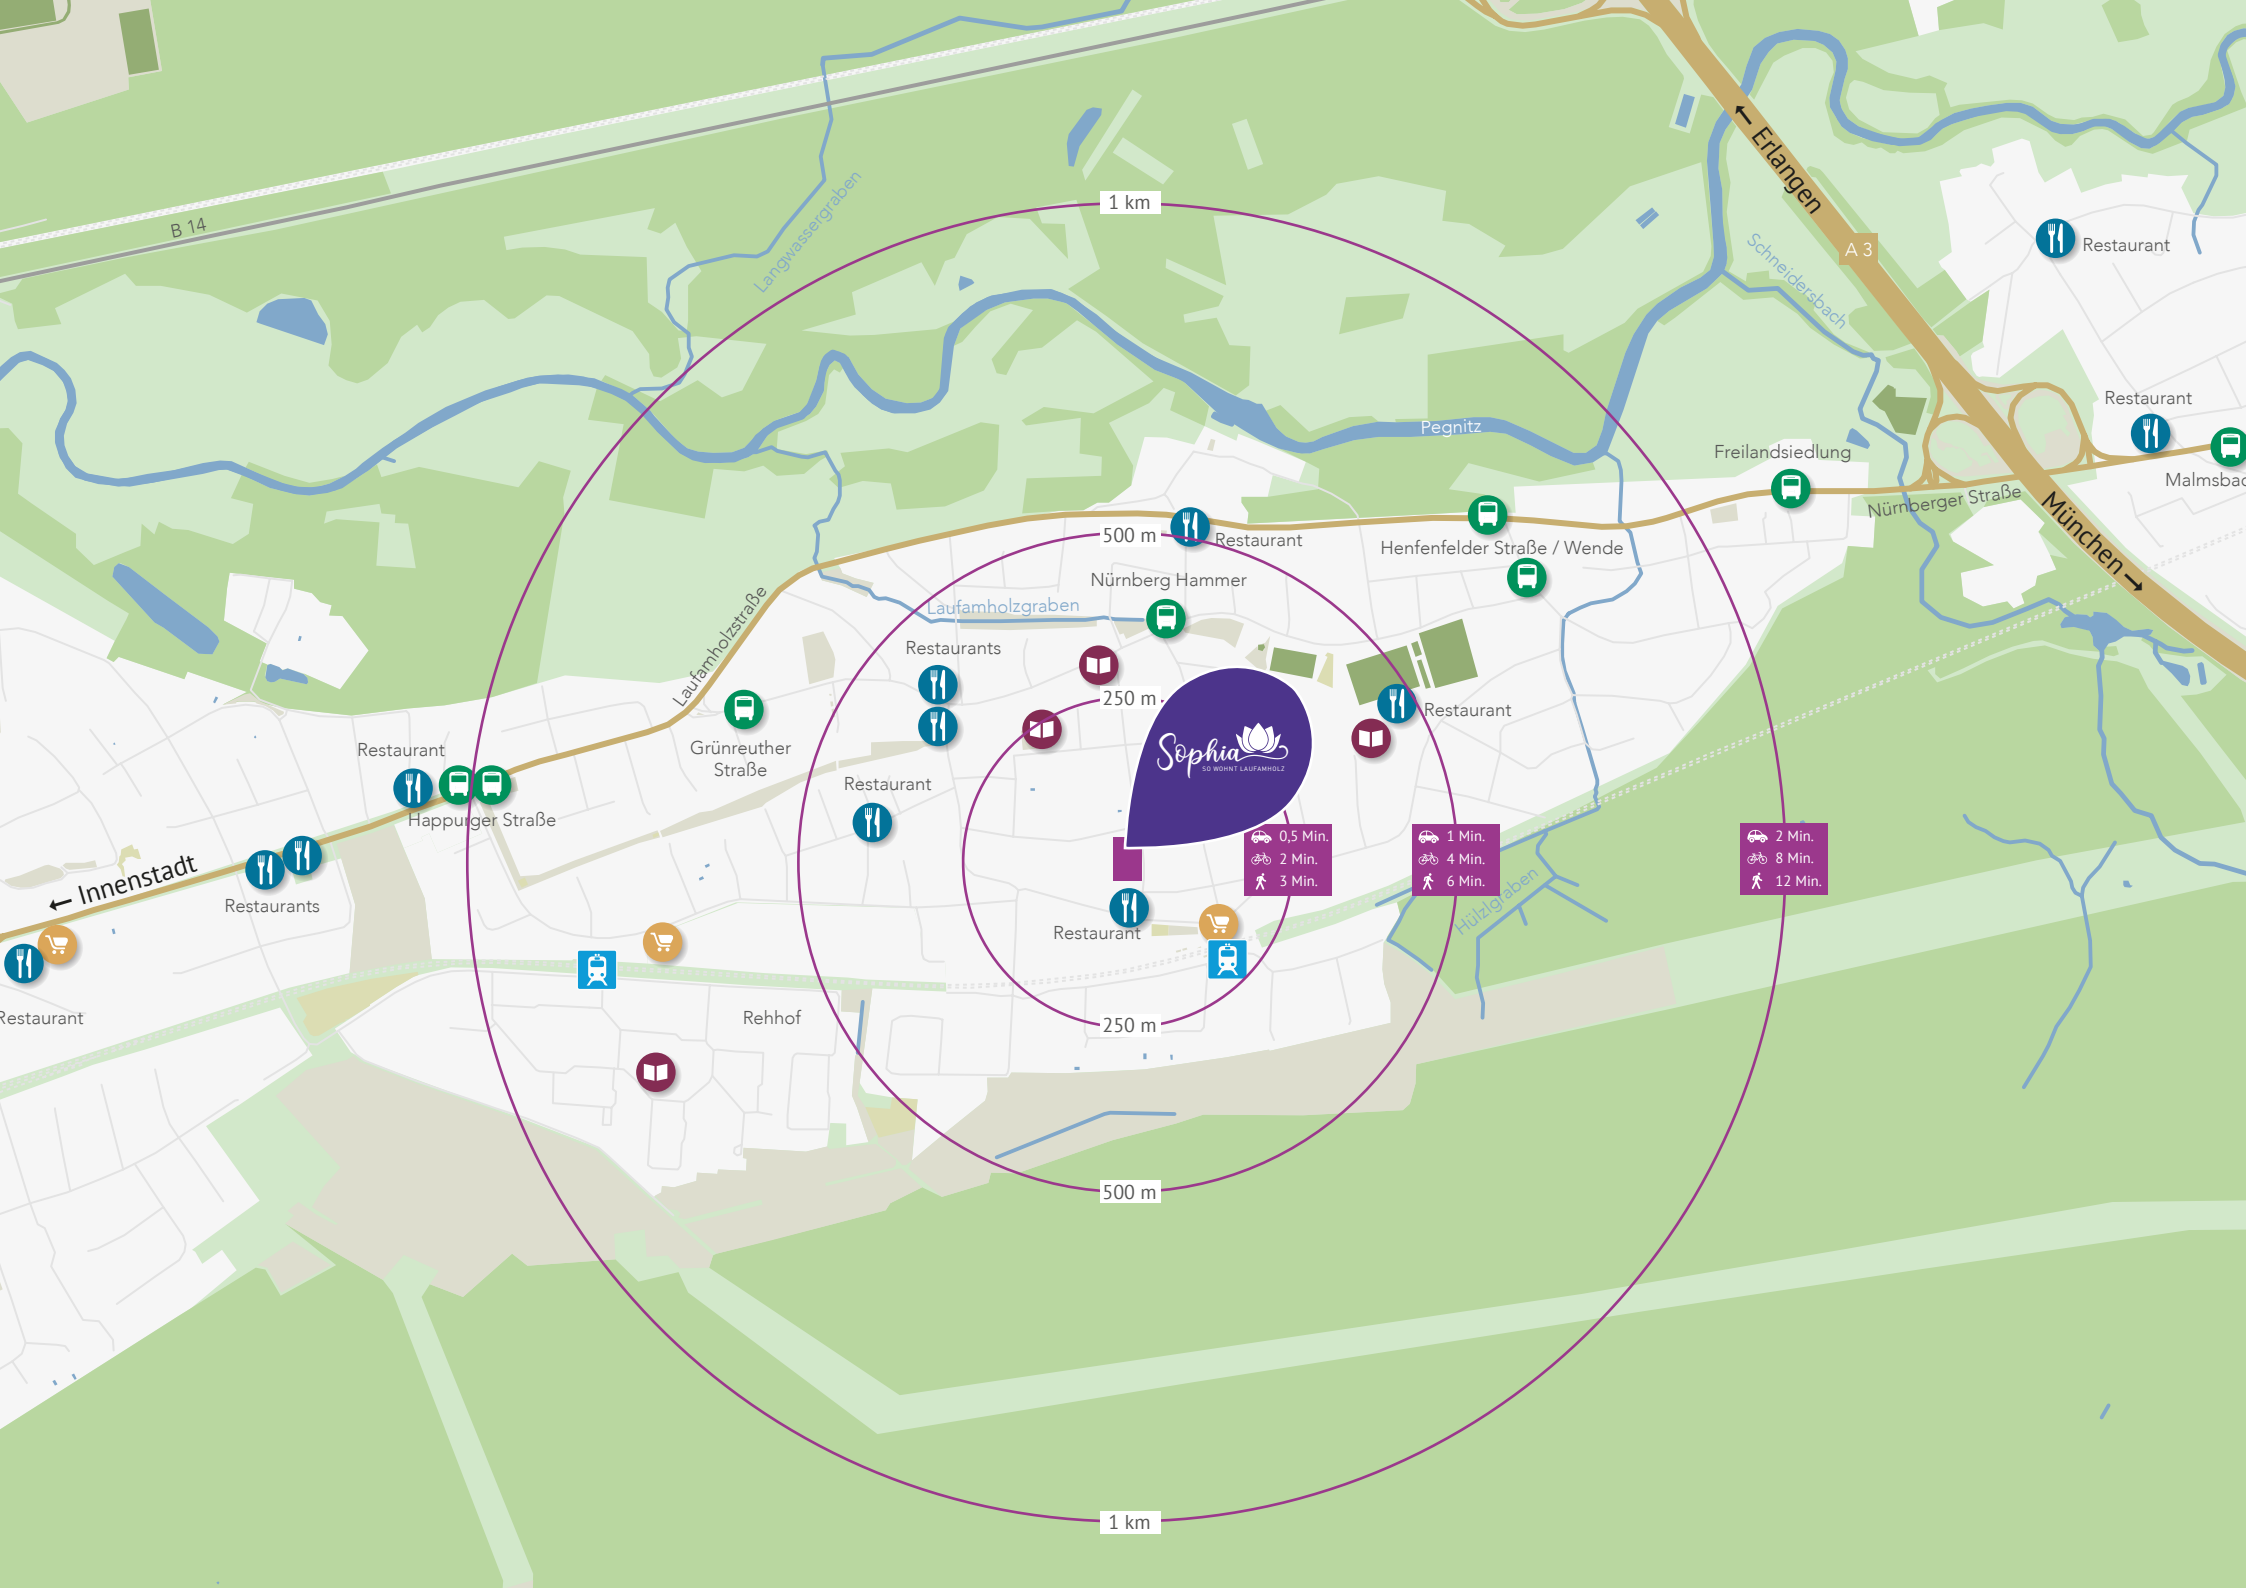 1 km
B 14
Langwassergraben
← Erlangen
A 3
Schneidersbach
Restaurant
Restaurant
Pegnitz
Freilandsiedlung
Malmsbac
Nürnberger Straße
München →
500 m
Restaurant
Henfenfelder Straße / Wende
Nürnberg Hammer
Laufamholzgraben
Laufamholzstraße
Restaurants
250 m
Restaurant
Grünreuther
Straße
Restaurant
Happurger Straße
Restaurant
Sophia
SO WOHNT LAUFAMHOLZ
0,5 Min.
2 Min.
3 Min.
1 Min.
4 Min.
6 Min.
2 Min.
8 Min.
12 Min.
← Innenstadt
Restaurants
Restaurant
Hülzlgraben
Restaurant
Rehhof
250 m
500 m
1 km